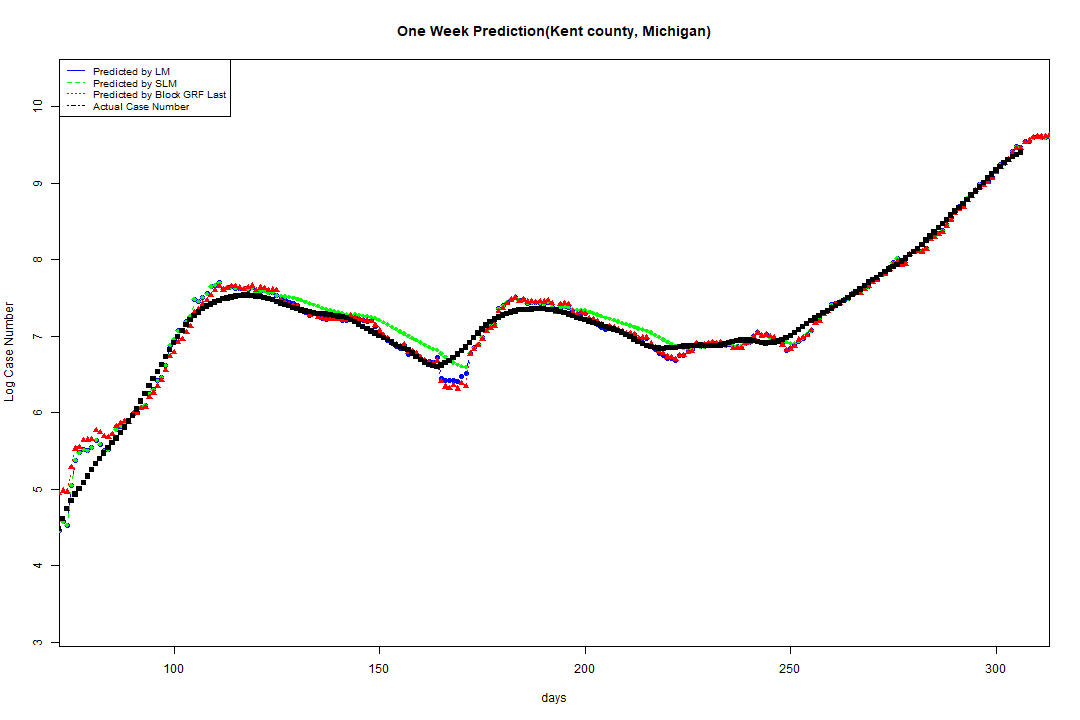 One Week Prediction(Kent county, Michigan)
Predicted by LM
Predicted by SLM
Predicted by Block GRF Last
Actual Case Number
10
9
8
7
6
5
4
3
Log Case Number
100 150 200 250 300
days